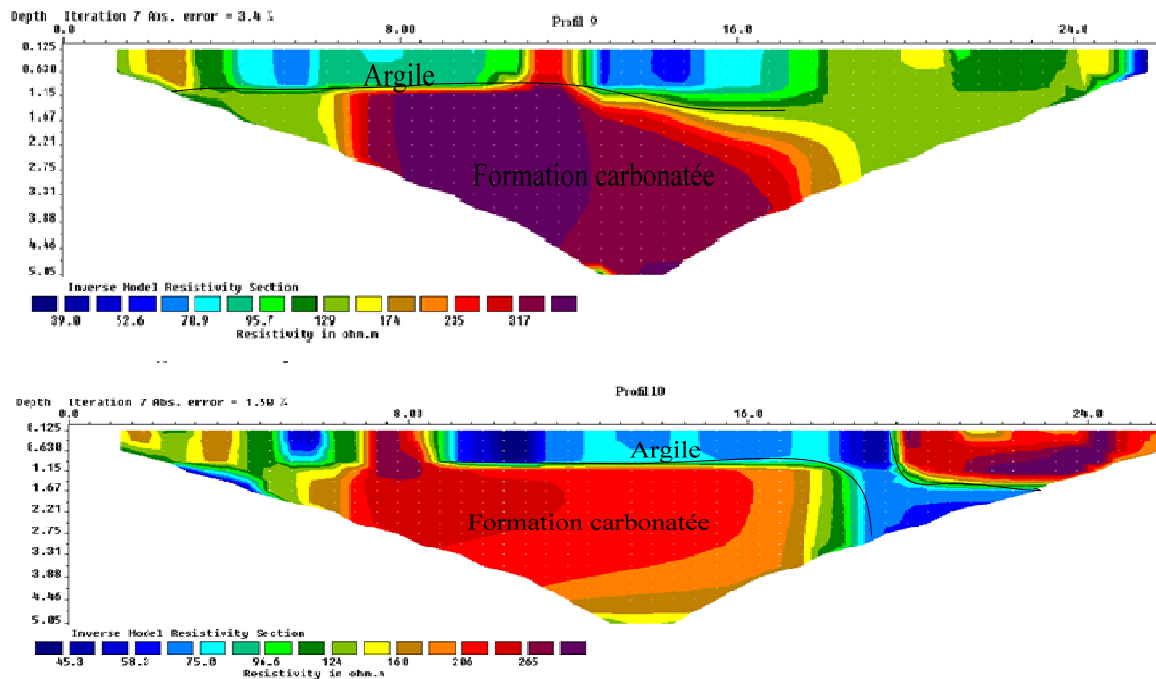 Depth Iteration 7 Abs. error = 3.4 %
Profil 9
0.0 8.00 16.0 24.0
0.125
0.630
1.15
1.67
2.21
2.75
3.31
3.88
4.46
5.05
Argile
Formation carbonatée
Inverse Model Resistivity Section
39.0 52.6 70.9 95.7 129 174 235 317
Resistivity in ohm.m
Profil 10
Depth Iteration 7 Abs. error = 1.50 %
0.0 8.00 16.0 24.0
0.125
0.630
1.15
1.67
2.21
2.75
3.31
3.88
4.46
5.05
Argile
Formation carbonatée
Inverse Model Resistivity Section
45.3 58.3 75.0 96.6 124 160 206 265
Resistivity in ohm.m